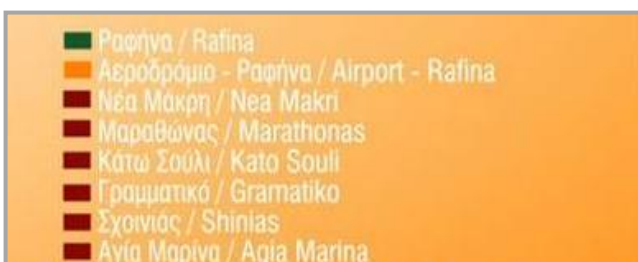 Ραφήνα / Rafina
Αεροδρόμιο - Ραφήνα / Airport - Rafina
Νέα Μάκρη / Nea Makri
Μαραθώνας / Marathonas
Κάτω Σούλι / Kato Souli
Γραμματικό / Gramatiko
Σχοινιάς / Shinias
Αγία Μαρίνα / Agia Marina